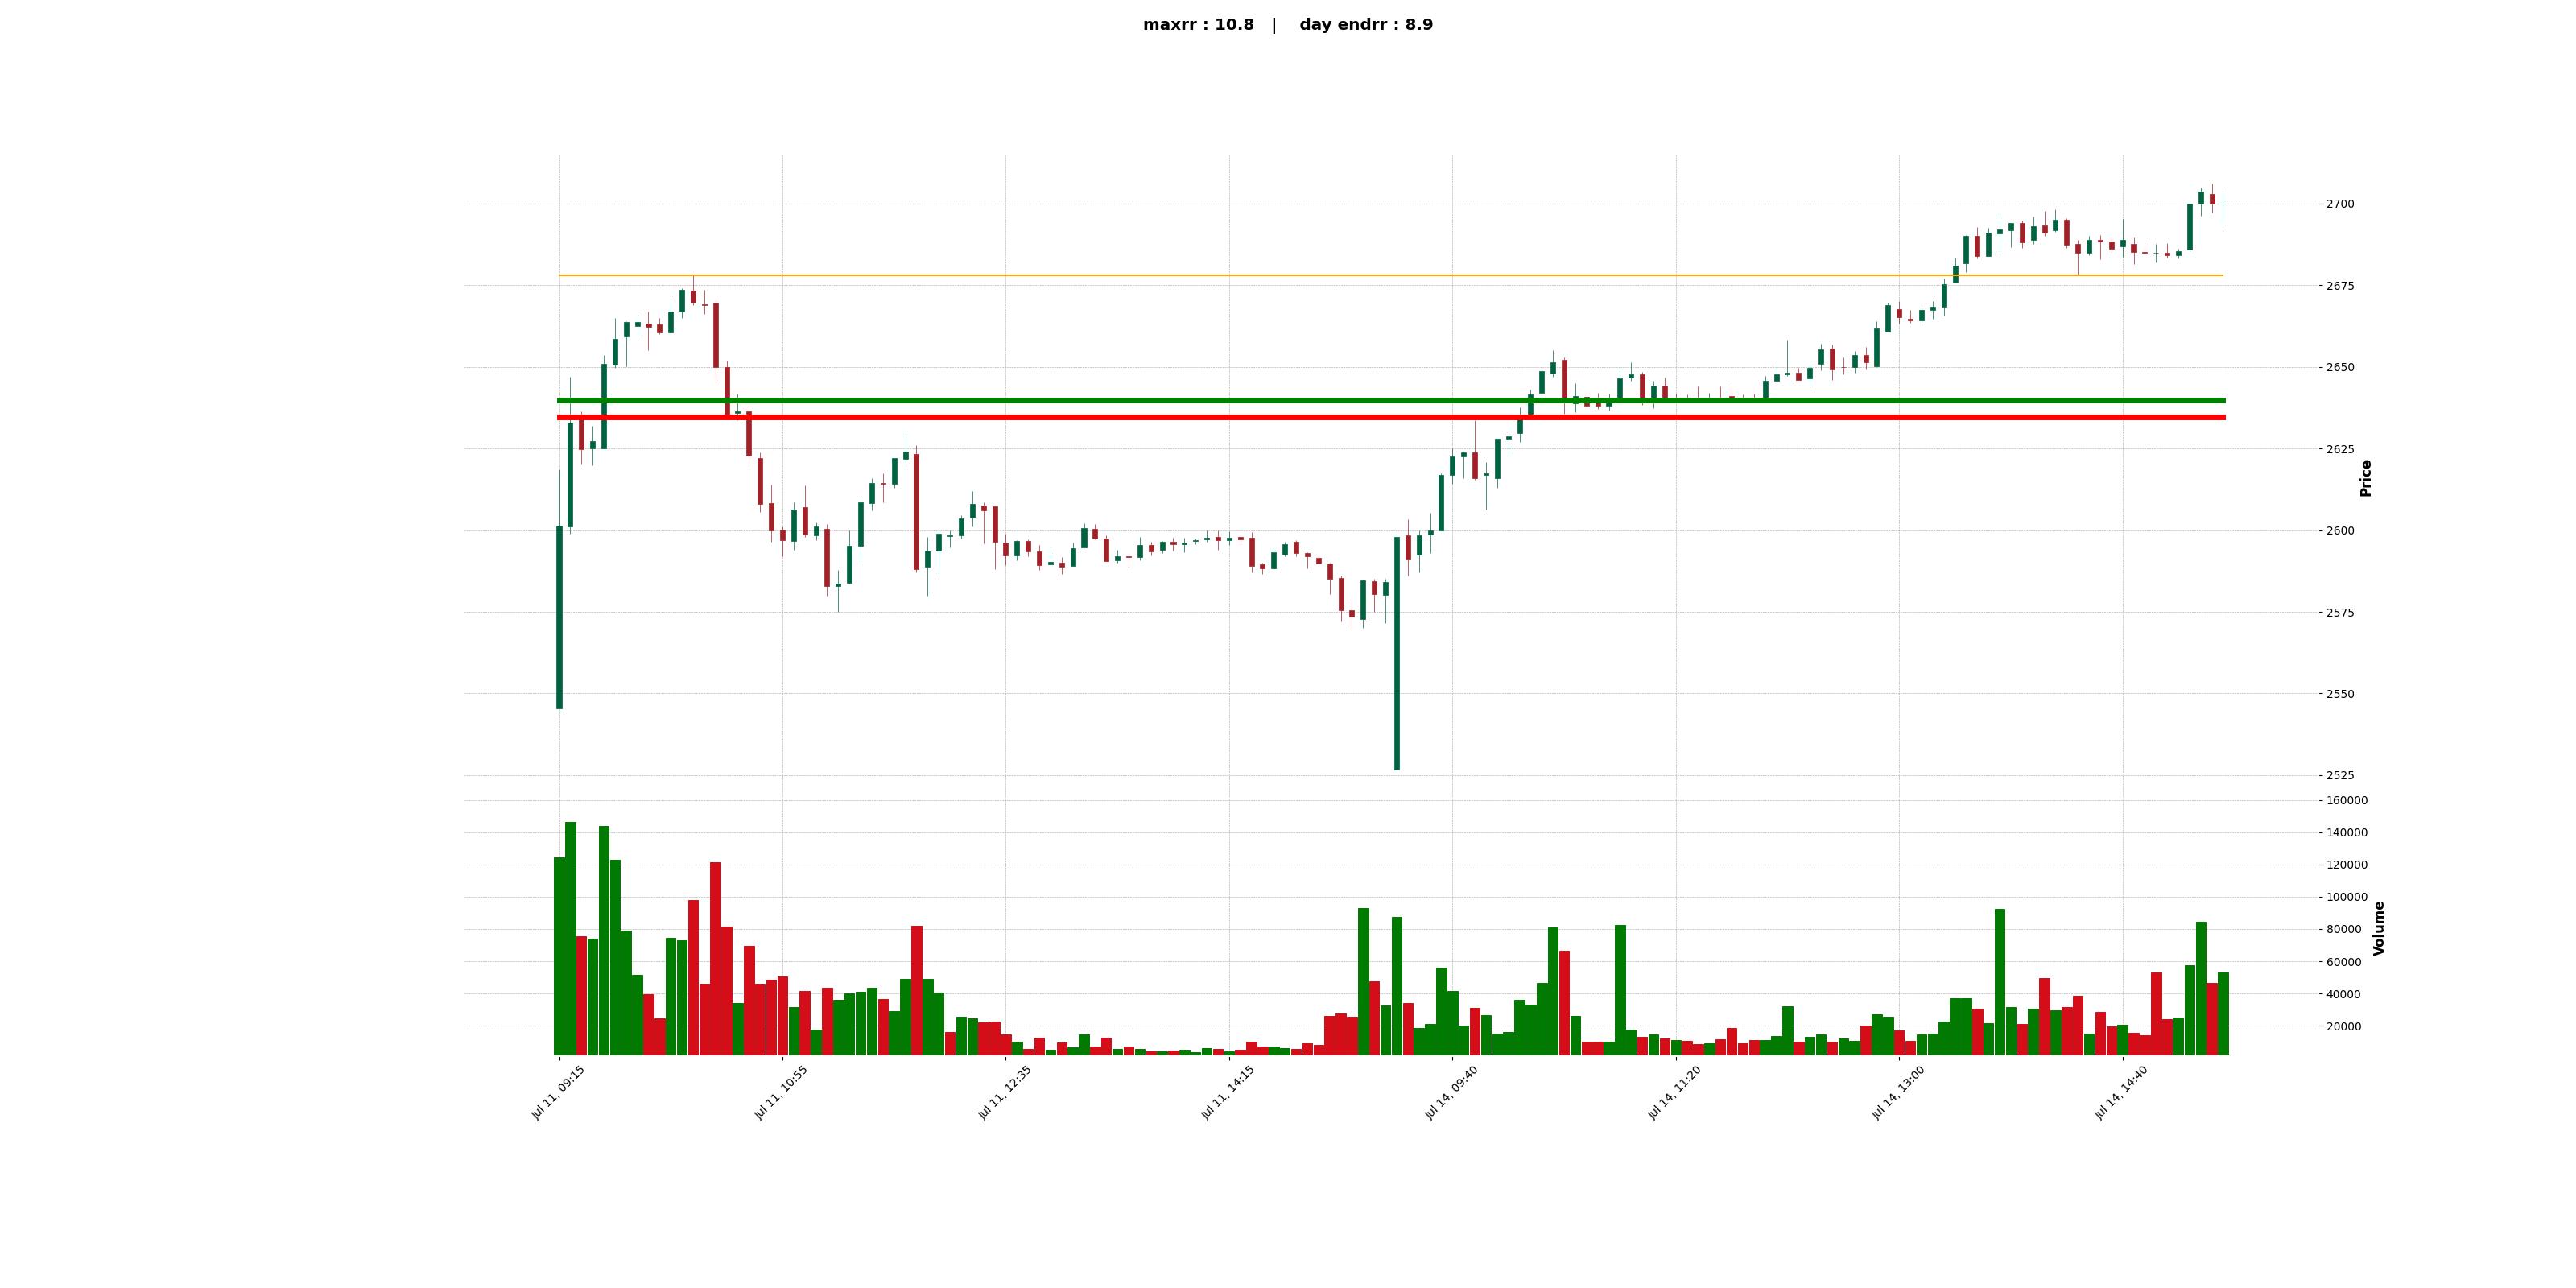 maxrr : 10.8 | day endrr : 8.9
2700
2675
2650
2625
2600
2575
2550
2525
Price
160000
140000
120000
100000
80000
60000
40000
20000
Volume
Jul 11, 09:15
Jul 11, 10:55
Jul 11, 12:35
Jul 11, 14:15
Jul 14, 09:40
Jul 14, 11:20
Jul 14, 13:00
Jul 14, 14:40